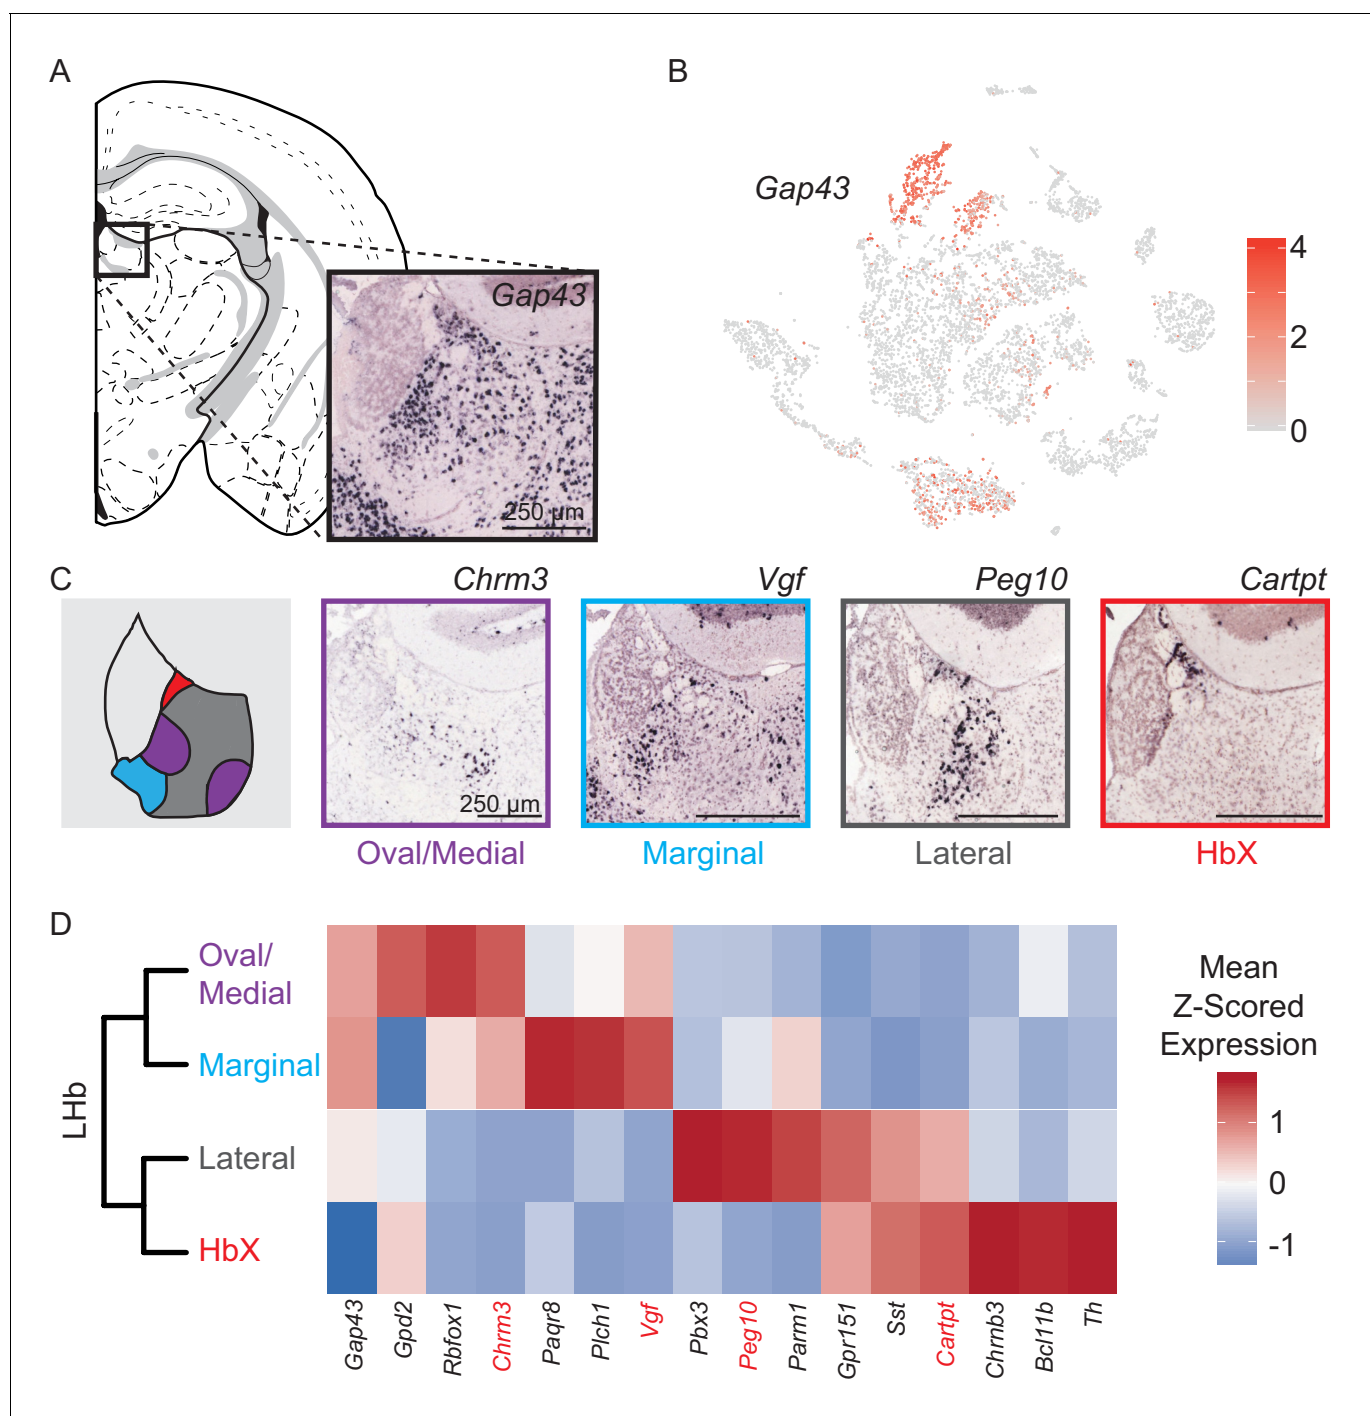 A
B
Gap43
Gap43
250 µm
4
2
0
C
Chrm3
Vgf
Peg10
Cartpt
250 µm
Oval/Medial
Marginal
Lateral
HbX
D
LHb
Oval/
Medial
Marginal
Lateral
HbX
Mean
Z-Scored
Expression
1
0
-1
Gap43
Gpd2
Rbfox1
Chrm3
Paqr8
Plch1
Vgf
Pbx3
Peg10
Parm1
Gpr151
Sst
Cartpt
Chrnb3
Bcl11b
Th